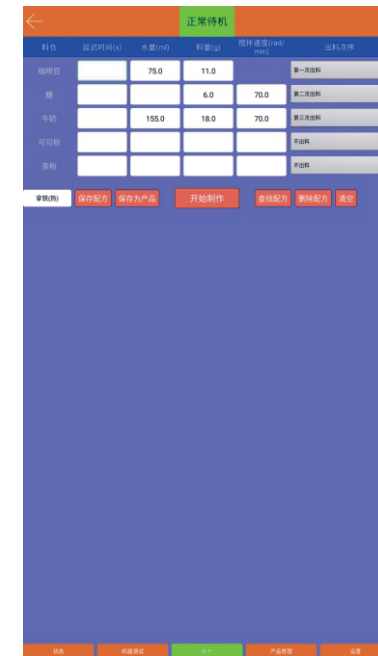 正常待机
料仓 延迟时间(s) 水量(ml) 料量(g) 搅拌速度(rad/min) 出料次序
咖啡豆 75.0 11.0 第一次出料
糖 6.0 70.0 第二次出料
牛奶 155.0 18.0 70.0 第三次出料
可可粉 不出料
茶粉 不出料
拿铁(热) 保存配方 保存为产品 开始制作 查找配方 删除配方 清空
状态 机器测试 生产 产品管理 设置